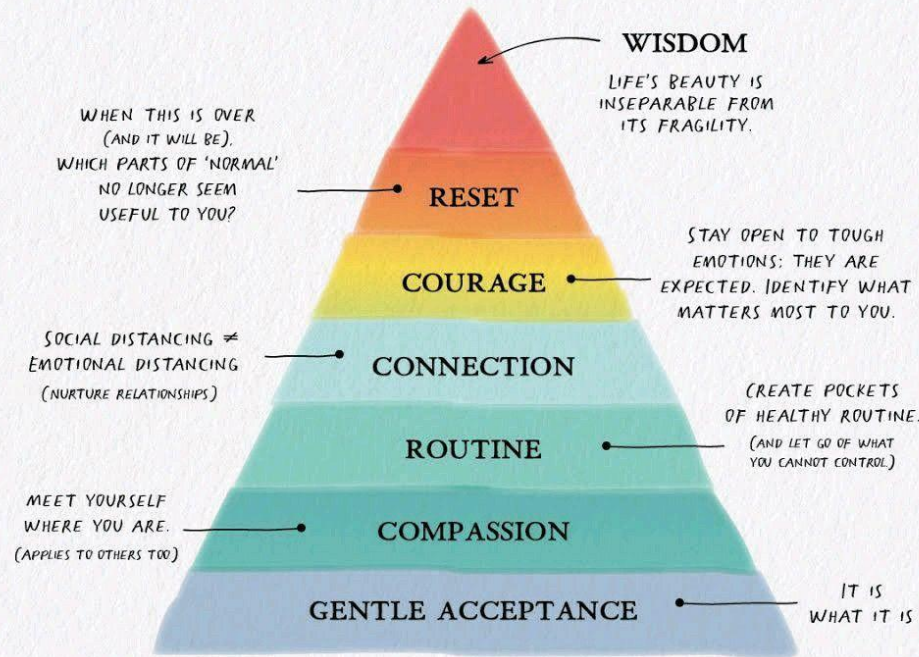 WISDOM
LIFE'S BEAUTY IS
INSEPARABLE FROM
ITS FRAGILITY.
WHEN THIS IS OVER
(AND IT WILL BE).
WHICH PARTS OF 'NORMAL'
NO LONGER SEEM
USEFUL TO YOU?
RESET
STAY OPEN TO TOUGH
EMOTIONS: THEY ARE
EXPECTED. IDENTIFY WHAT
MATTERS MOST TO YOU.
COURAGE
SOCIAL DISTANCING ≠
EMOTIONAL DISTANCING
(NURTURE RELATIONSHIPS)
CONNECTION
CREATE POCKETS
OF HEALTHY ROUTINE.
(AND LET GO OF WHAT
YOU CANNOT CONTROL)
ROUTINE
MEET YOURSELF
WHERE YOU ARE.
(APPLIES TO OTHERS TOO)
COMPASSION
GENTLE ACCEPTANCE
IT IS
WHAT IT IS